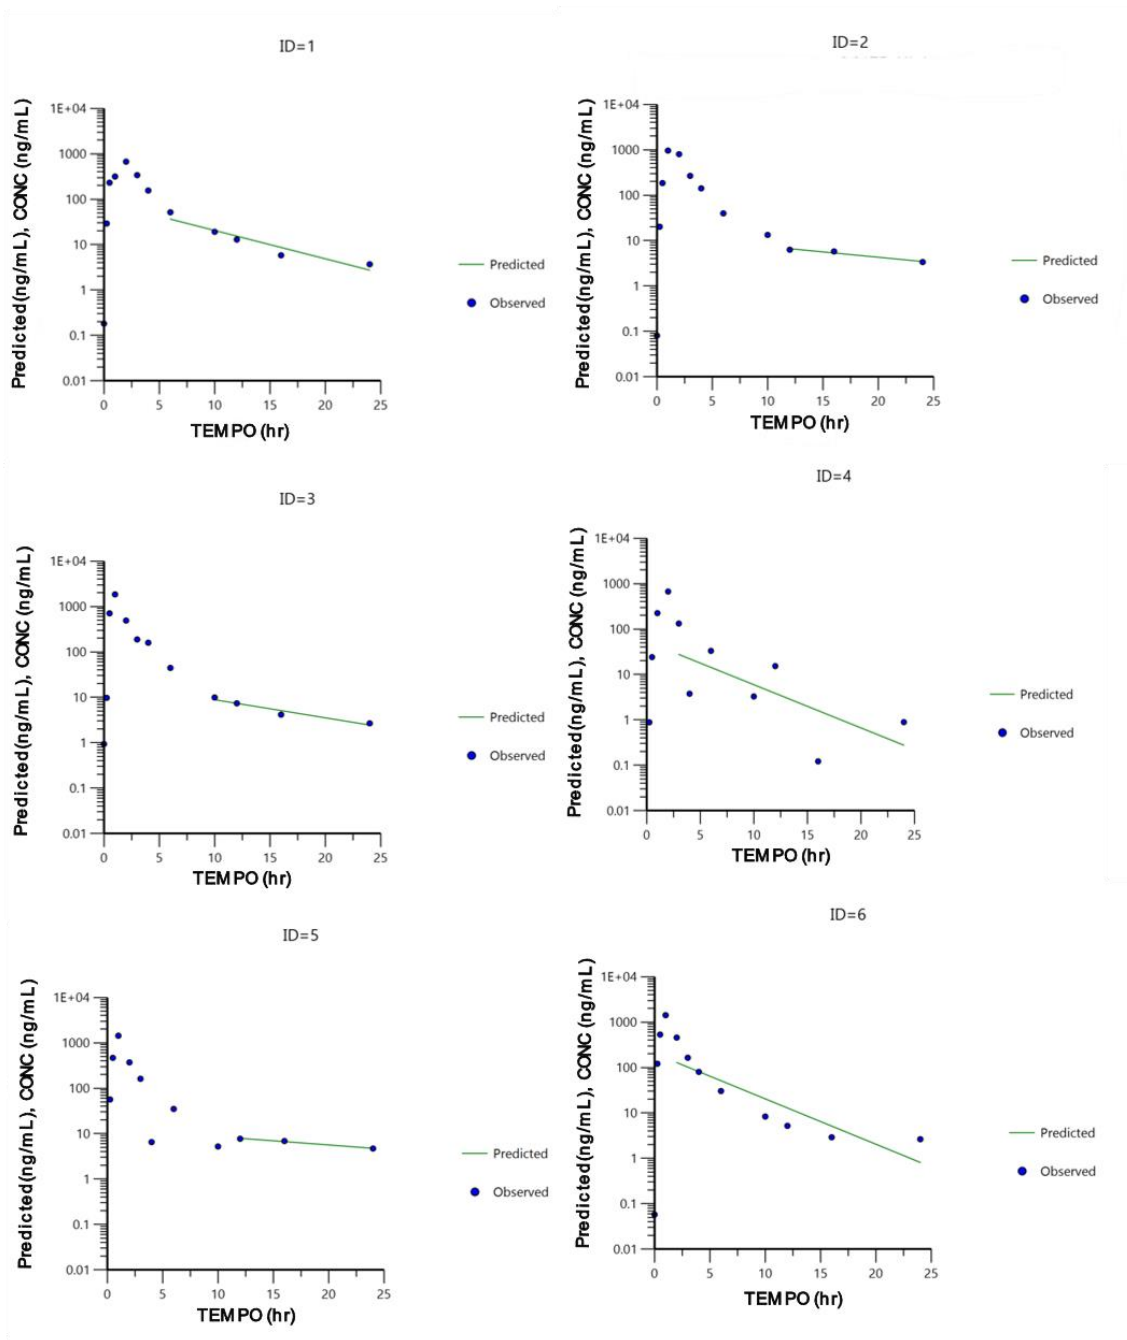 ID=1
Predicted(ng/mL), CONC (ng/mL)
1E+04
1000
100
10
1
0.1
0.01
0
5
10
15
20
25
TEMPO (hr)
Predicted
Observed
ID=2
Predicted(ng/mL), CONC (ng/mL)
1E+04
1000
100
10
1
0.1
0.01
0
5
10
15
20
25
TEMPO (hr)
Predicted
Observed
ID=3
Predicted(ng/mL), CONC (ng/mL)
1E+04
1000
100
10
1
0.1
0.01
0
5
10
15
20
25
TEMPO (hr)
Predicted
Observed
ID=4
Predicted(ng/mL), CONC (ng/mL)
1E+04
1000
100
10
1
0.1
0.01
0
5
10
15
20
25
TEMPO (hr)
Predicted
Observed
ID=5
Predicted(ng/mL), CONC (ng/mL)
1E+04
1000
100
10
1
0.1
0.01
0
5
10
15
20
25
TEMPO (hr)
Predicted
Observed
ID=6
Predicted(ng/mL), CONC (ng/mL)
1E+04
1000
100
10
1
0.1
0.01
0
5
10
15
20
25
TEMPO (hr)
Predicted
Observed